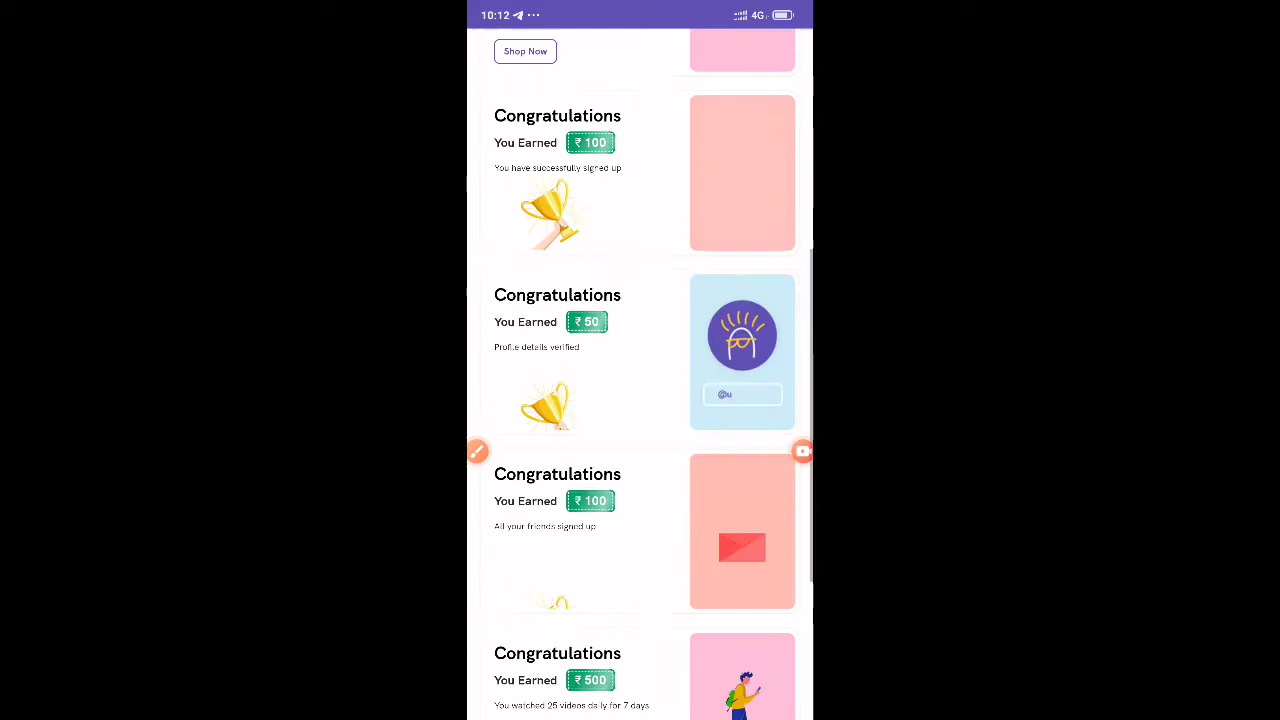 10:12
4G
Shop Now
Congratulations
You Earned ₹ 100
You have successfully signed up
Congratulations
You Earned ₹ 50
Profile details verified
@u
Congratulations
You Earned ₹ 100
All your friends signed up
Congratulations
You Earned ₹ 500
You watched 25 videos daily for 7 days